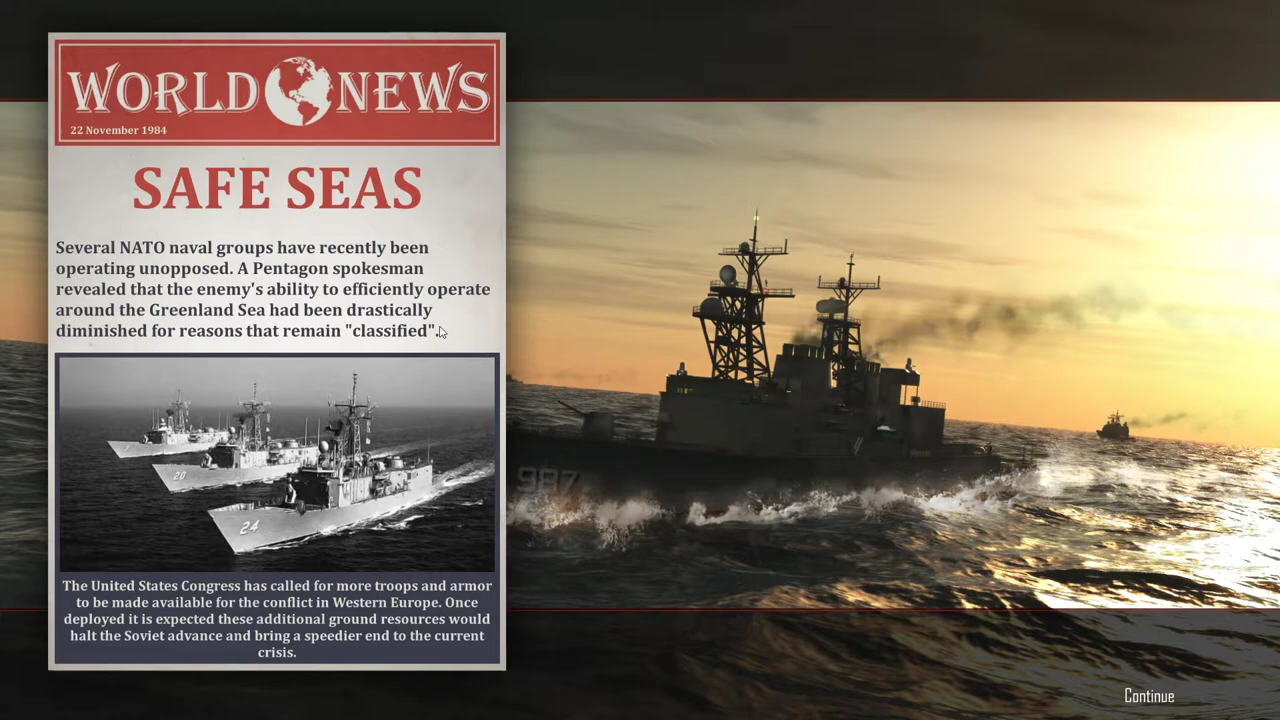 WORLD NEWS
22 November 1984
SAFE SEAS
Several NATO naval groups have recently been
operating unopposed. A Pentagon spokesman
revealed that the enemy's ability to efficiently operate
around the Greenland Sea had been drastically
diminished for reasons that remain "classified".
20
24
The United States Congress has called for more troops and armor
to be made available for the conflict in Western Europe. Once
deployed it is expected these additional ground resources would
halt the Soviet advance and bring a speedier end to the current
crisis.
987
Continue